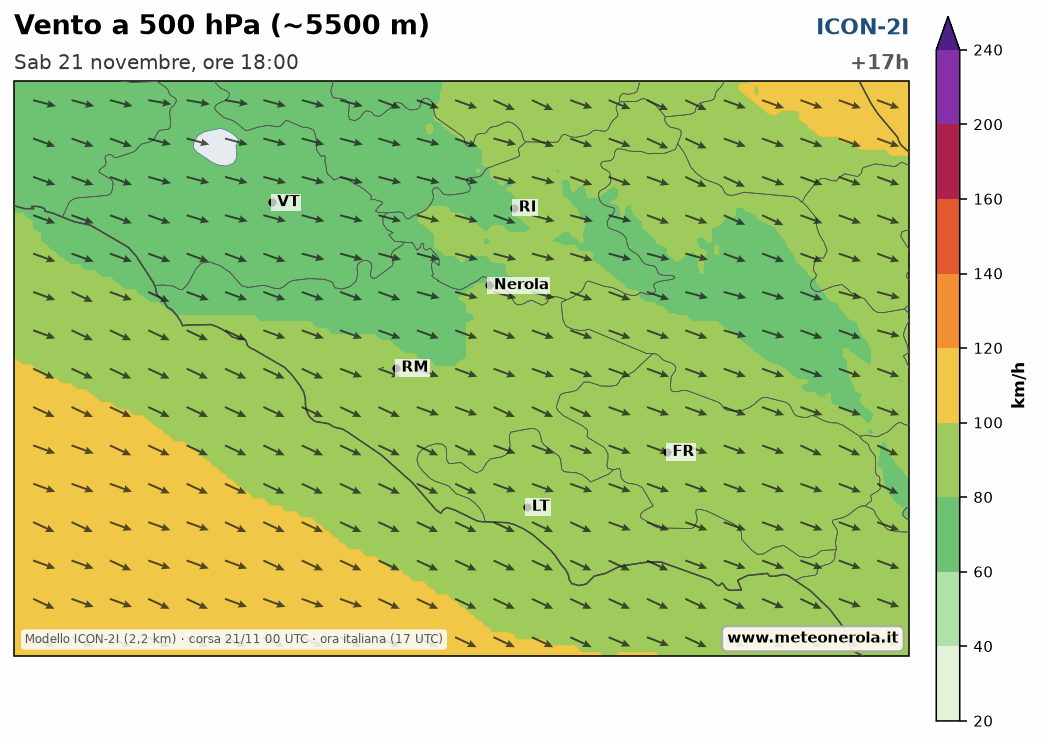 Vento a 500 hPa (~5500 m)
ICON-2I
Sab 21 novembre, ore 18:00
+17h
240
200
160
140
120
100
80
60
40
20
km/h
VT
RI
Nerola
RM
FR
LT
Modello ICON-2I (2,2 km) · corsa 21/11 00 UTC · ora italiana (17 UTC)
www.meteonerola.it